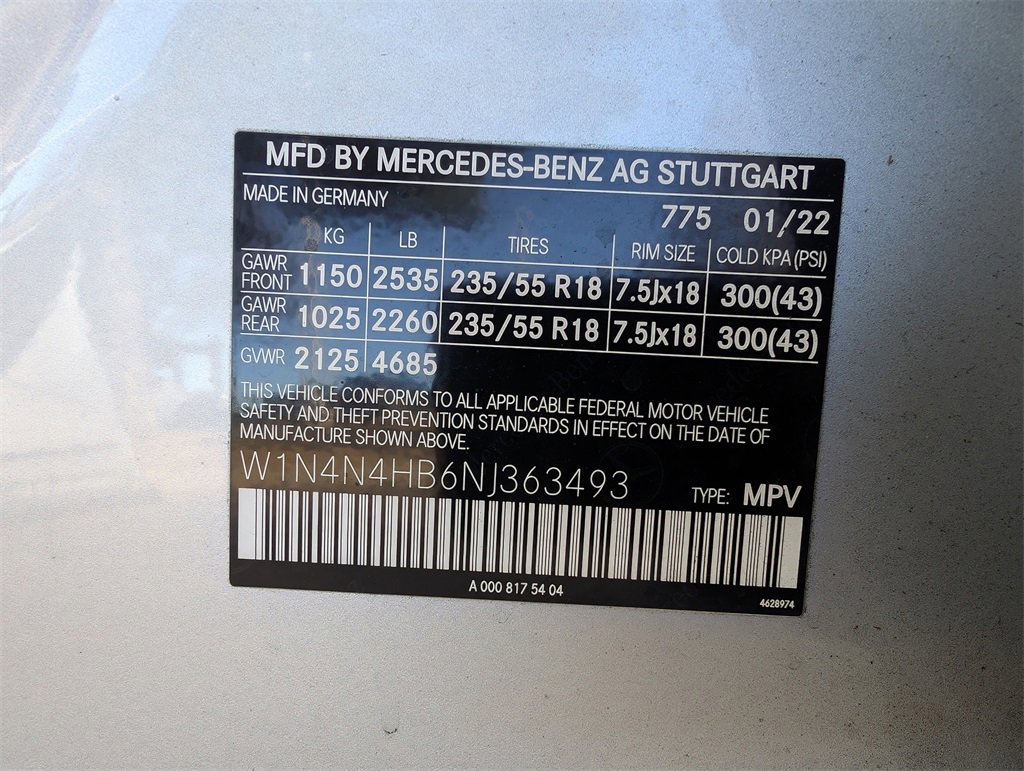 MFD BY MERCEDES-BENZ AG STUTTGART
MADE IN GERMANY
775 01/22
KG LB TIRES RIM SIZE COLD KPA (PSI)
GAWR FRONT 1150 2535 235/55 R18 7.5Jx18 300(43)
GAWR REAR 1025 2260 235/55 R18 7.5Jx18 300(43)
GVWR 2125 4685
THIS VEHICLE CONFORMS TO ALL APPLICABLE FEDERAL MOTOR VEHICLE
SAFETY AND THEFT PREVENTION STANDARDS IN EFFECT ON THE DATE OF
MANUFACTURE SHOWN ABOVE.
W1N4N4HB6NJ363493 TYPE: MPV
A 000 817 54 04
4628974